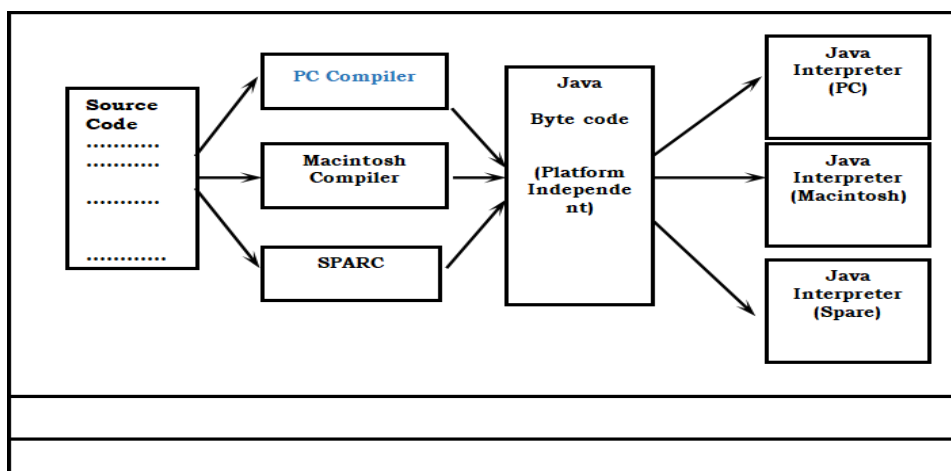 Source
Code
...........
...........
...........
............
PC Compiler
Macintosh
Compiler
SPARC
Java
Byte code
(Platform
Independe
nt)
Java
Interpreter
(PC)
Java
Interpreter
(Macintosh)
Java
Interpreter
(Spare)